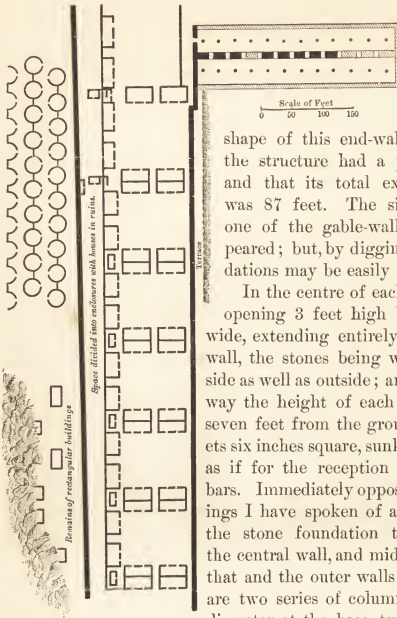 Scale of Feet
0 50 100 150
Terrace
Space divided into enclosures with houses in ruins.
Remains of rectangular buildings
shape of this end-wall
the structure had a
and that its total ex
was 87 feet. The si
one of the gable-wall
peared; but, by diggin
dations may be easily
In the centre of eac
opening 3 feet high
wide, extending entirely
wall, the stones being w
side as well as outside; an
way the height of each
seven feet from the grou
ets six inches square, sunk
as if for the reception
bars. Immediately oppos
ings I have spoken of a
the stone foundation t
the central wall, and mid
that and the outer walls
are two series of colum